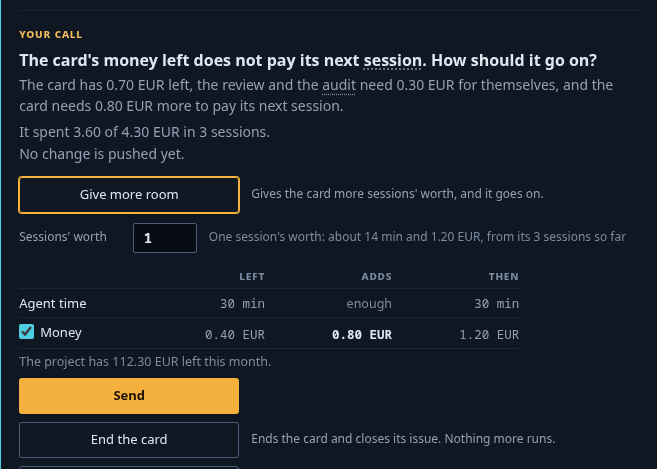 YOUR CALL
The card's money left does not pay its next session. How should it go on?
The card has 0.70 EUR left, the review and the audit need 0.30 EUR for themselves, and the
card needs 0.80 EUR more to pay its next session.
It spent 3.60 of 4.30 EUR in 3 sessions.
No change is pushed yet.
Give more room Gives the card more sessions' worth, and it goes on.
Sessions' worth 1 One session's worth: about 14 min and 1.20 EUR, from its 3 sessions so far
LEFT ADDS THEN
Agent time 30 min enough 30 min
Money 0.40 EUR 0.80 EUR 1.20 EUR
The project has 112.30 EUR left this month.
Send
End the card Ends the card and closes its issue. Nothing more runs.